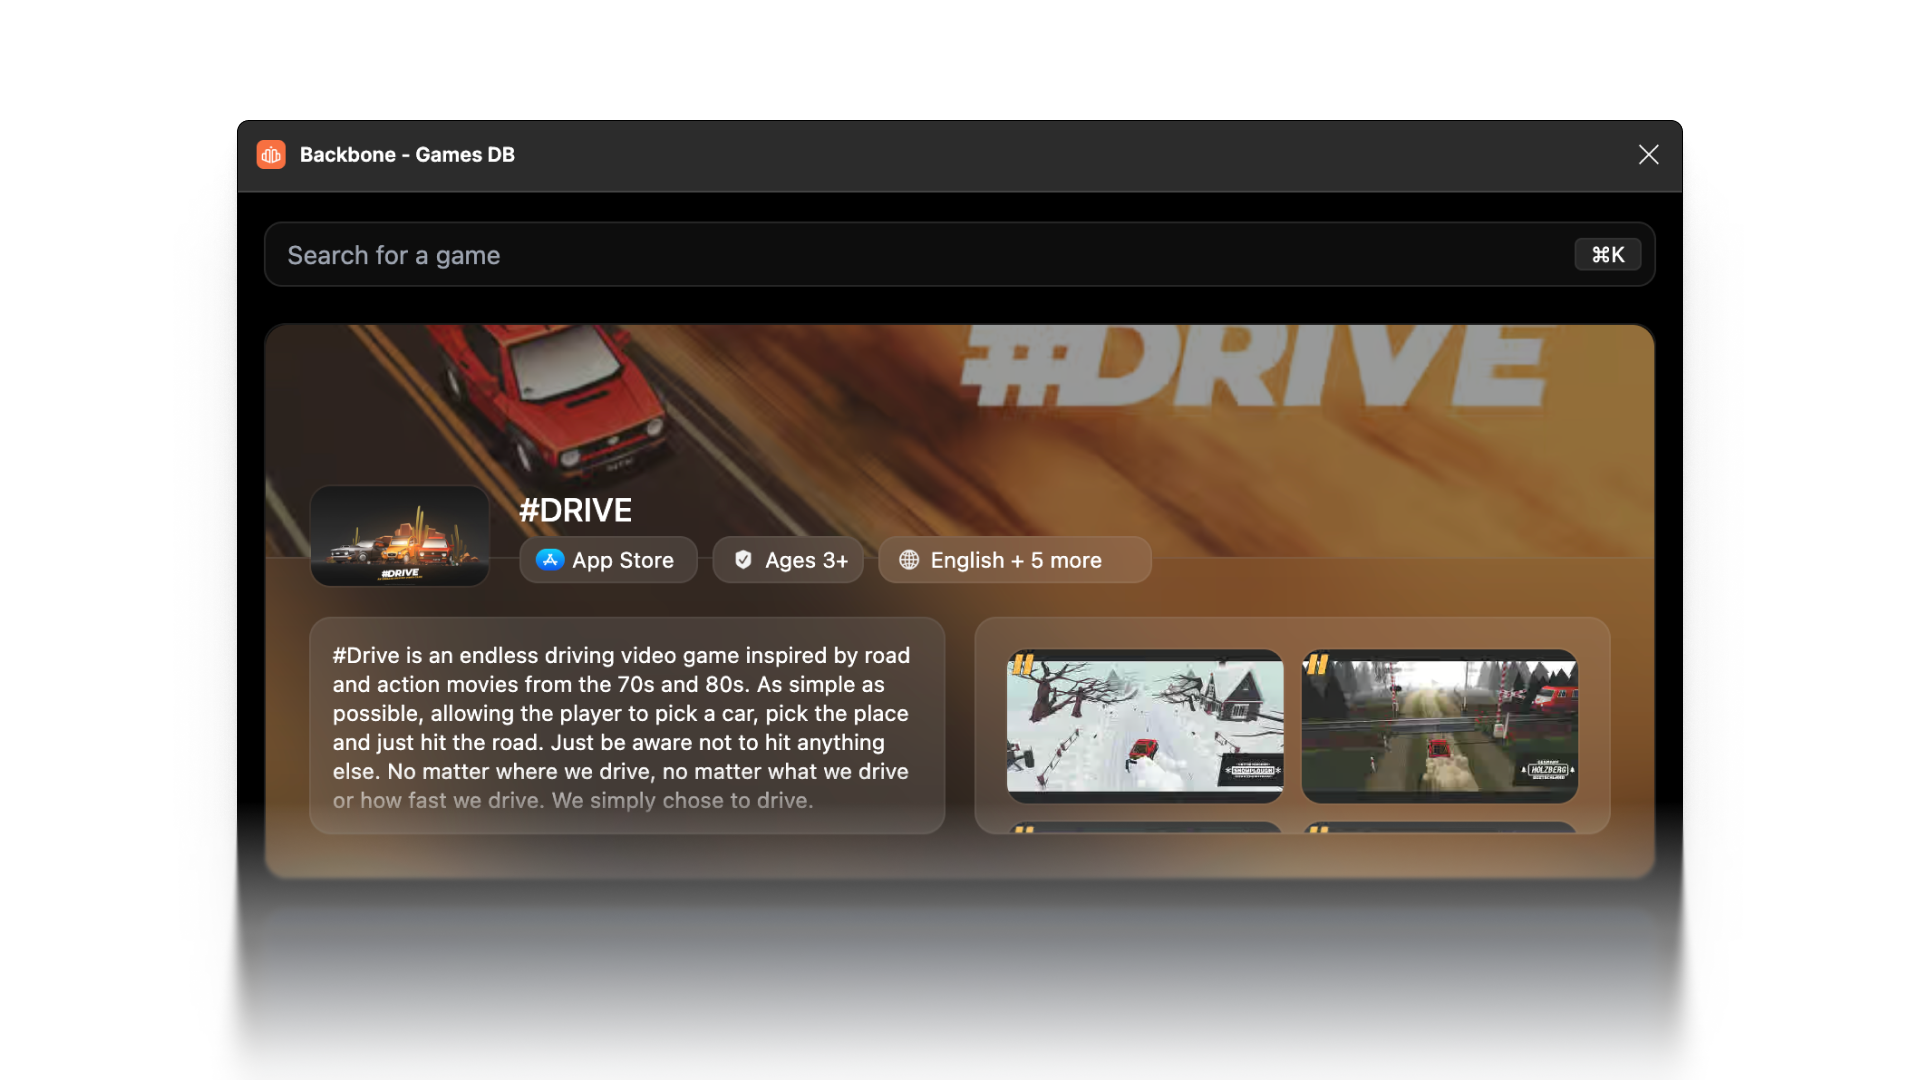 Backbone - Games DB
Search for a game
⌘K
#DRIVE
#DRIVE
#DRIVE
App Store
Ages 3+
English + 5 more
#Drive is an endless driving video game inspired by road
and action movies from the 70s and 80s. As simple as
possible, allowing the player to pick a car, pick the place
and just hit the road. Just be aware not to hit anything
else. No matter where we drive, no matter what we drive
or how fast we drive. We simply chose to drive.
SNOWPLOUGH
HOLZBERG